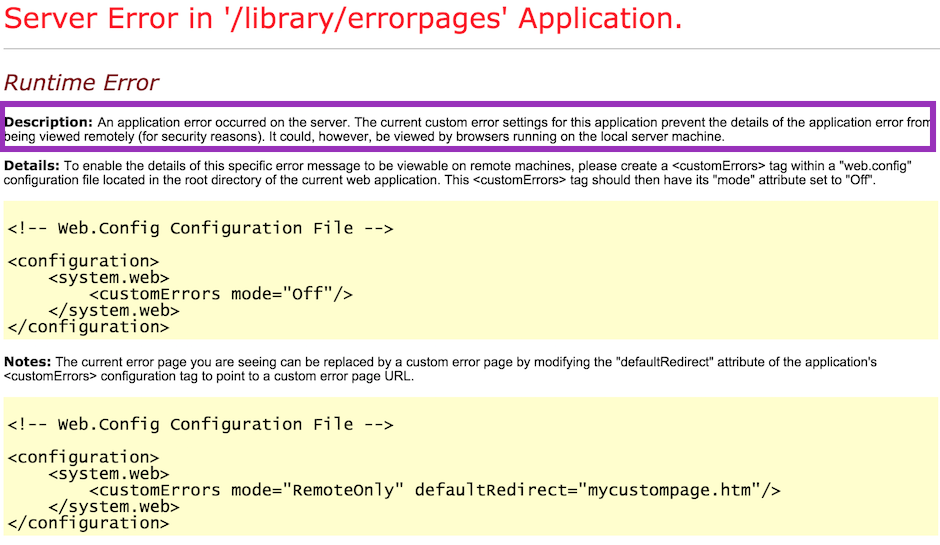 Server Error in '/library/errorpages' Application.
Runtime Error
Description: An application error occurred on the server. The current custom error settings for this application prevent the details of the application error from
being viewed remotely (for security reasons). It could, however, be viewed by browsers running on the local server machine.
Details: To enable the details of this specific error message to be viewable on remote machines, please create a <customErrors> tag within a "web.config"
configuration file located in the root directory of the current web application. This <customErrors> tag should then have its "mode" attribute set to "Off".
<!-- Web.Config Configuration File -->
<configuration>
    <system.web>
        <customErrors mode="Off"/>
    </system.web>
</configuration>
Notes: The current error page you are seeing can be replaced by a custom error page by modifying the "defaultRedirect" attribute of the application's
<customErrors> configuration tag to point to a custom error page URL.
<!-- Web.Config Configuration File -->
<configuration>
    <system.web>
        <customErrors mode="RemoteOnly" defaultRedirect="mycustompage.htm"/>
    </system.web>
</configuration>